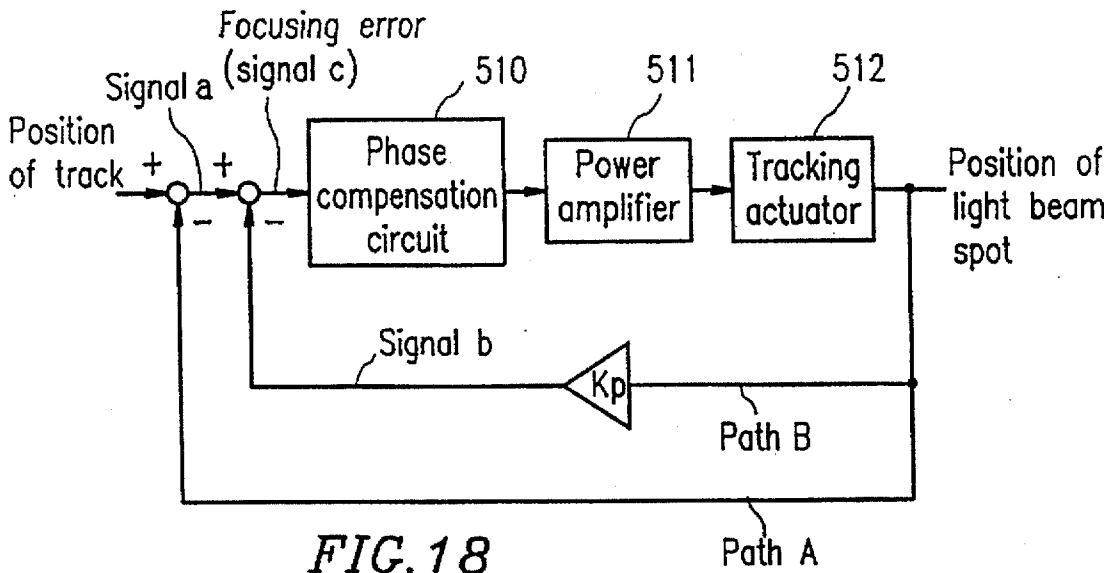 Focusing error
(signal c)
Signal a
510
511
512
Position
of track
+
+
-
-
Phase
compensation
circuit
Power
amplifier
Tracking
actuator
Position of
light beam
spot
Signal b
Kp
Path B
Path A
FIG.18